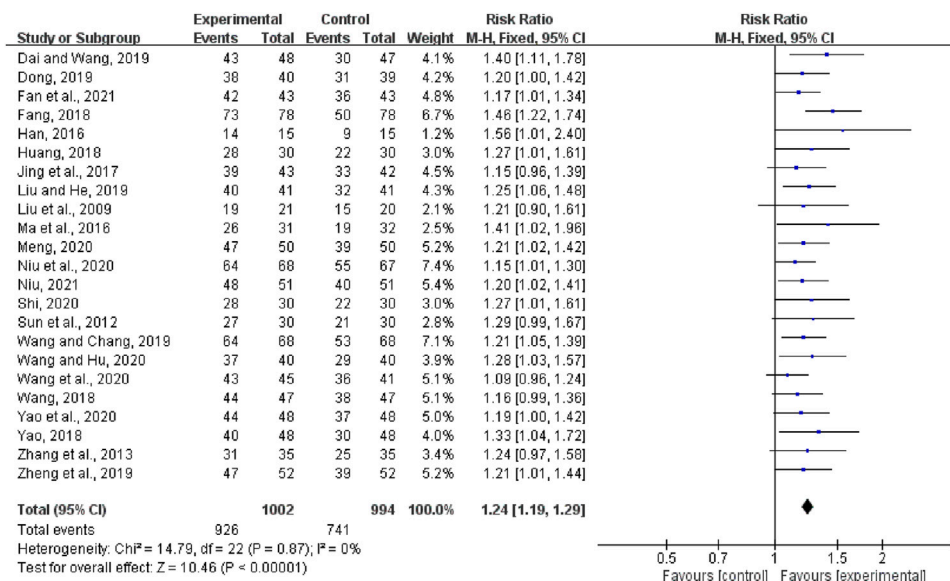 Experimental Control Risk Ratio Risk Ratio
Study or Subgroup Events Total Events Total Weight M-H, Fixed, 95% CI M-H, Fixed, 95% CI
Dai and Wang, 2019 43 48 30 47 4.1% 1.40 [1.11, 1.78]
Dong, 2019 38 40 31 39 4.2% 1.20 [1.00, 1.42]
Fan et al., 2021 42 43 36 43 4.8% 1.17 [1.01, 1.34]
Fang, 2018 73 78 50 78 6.7% 1.46 [1.22, 1.74]
Han, 2016 14 15 9 15 1.2% 1.56 [1.01, 2.40]
Huang, 2018 28 30 22 30 3.0% 1.27 [1.01, 1.61]
Jing et al., 2017 39 43 33 42 4.5% 1.15 [0.96, 1.39]
Liu and He, 2019 40 41 32 41 4.3% 1.25 [1.06, 1.48]
Liu et al., 2009 19 21 15 20 2.1% 1.21 [0.90, 1.61]
Ma et al., 2016 26 31 19 32 2.5% 1.41 [1.02, 1.96]
Meng, 2020 47 50 39 50 5.2% 1.21 [1.02, 1.42]
Niu et al., 2020 64 68 55 67 7.4% 1.15 [1.01, 1.30]
Niu, 2021 48 51 40 51 5.4% 1.20 [1.02, 1.41]
Shi, 2020 28 30 22 30 3.0% 1.27 [1.01, 1.61]
Sun et al., 2012 27 30 21 30 2.8% 1.29 [0.99, 1.67]
Wang and Chang, 2019 64 68 53 68 7.1% 1.21 [1.05, 1.39]
Wang and Hu, 2020 37 40 29 40 3.9% 1.28 [1.03, 1.57]
Wang et al., 2020 43 45 36 41 5.1% 1.09 [0.96, 1.24]
Wang, 2018 44 47 38 47 5.1% 1.16 [0.99, 1.36]
Yao et al., 2020 44 48 37 48 5.0% 1.19 [1.00, 1.42]
Yao, 2018 40 48 30 48 4.0% 1.33 [1.04, 1.72]
Zhang et al., 2013 31 35 25 35 3.4% 1.24 [0.97, 1.58]
Zheng et al., 2019 47 52 39 52 5.2% 1.21 [1.01, 1.44]
Total (95% CI) 1002 994 100.0% 1.24 [1.19, 1.29]
Total events 926 741
Heterogeneity: Chi² = 14.79, df = 22 (P = 0.87); I² = 0%
Test for overall effect: Z = 10.46 (P < 0.00001)
0.5 0.7 1 1.5 2
Favours [control] Favours [experimental]